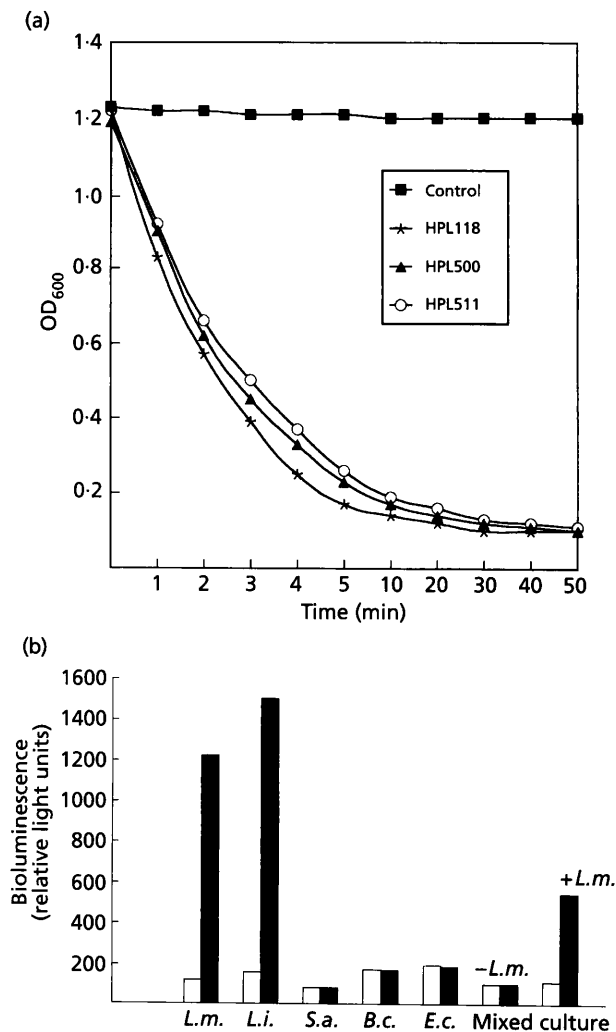 (a)
1·4
1·2
1·0
0·8
0·6
0·4
0·2
OD600
Control
HPL118
HPL500
HPL511
1 2 3 4 5 10 20 30 40 50
Time (min)
(b)
1600
1400
1200
1000
800
600
400
200
Bioluminescence
(relative light units)
+L.m.
–L.m.
L.m. L.i. S.a. B.c. E.c. Mixed culture